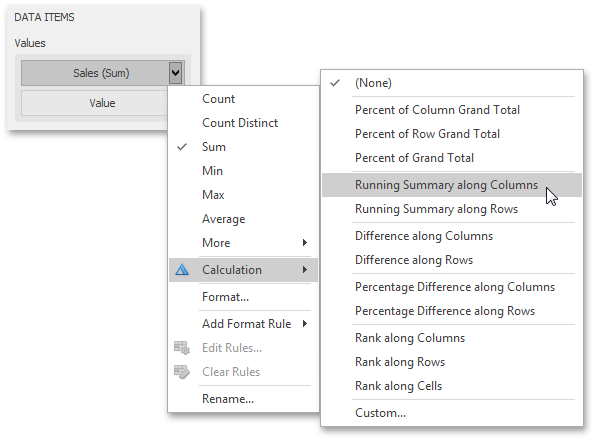 DATA ITEMS
Values
Sales (Sum)
Value
Count
Count Distinct
Sum
Min
Max
Average
More
Calculation
Format...
Add Format Rule
Edit Rules...
Clear Rules
Rename...
(None)
Percent of Column Grand Total
Percent of Row Grand Total
Percent of Grand Total
Running Summary along Columns
Running Summary along Rows
Difference along Columns
Difference along Rows
Percentage Difference along Columns
Percentage Difference along Rows
Rank along Columns
Rank along Rows
Rank along Cells
Custom...